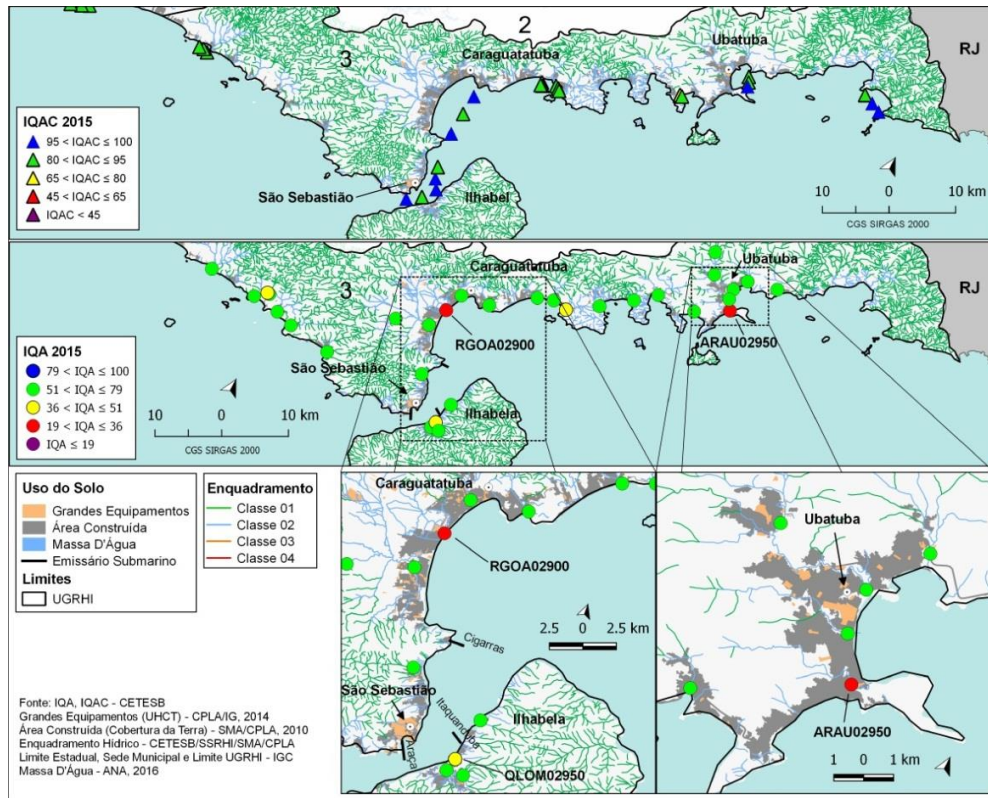 2
Ubatuba
RJ
Caraguatatuba
3
IQAC 2015
95 < IQAC ≤ 100
80 < IQAC ≤ 95
65 < IQAC ≤ 80
45 < IQAC ≤ 65
IQAC < 45
São Sebastião
Ilhabel
10 0 10 km
CGS SIRGAS 2000
Caraguatatuba
Ubatuba
3
RJ
RGOA02900
ARAU02950
IQA 2015
79 < IQA ≤ 100
51 < IQA ≤ 79
36 < IQA ≤ 51
19 < IQA ≤ 36
IQA ≤ 19
São Sebastião
Ilhabela
10 0 10 km
CGS SIRGAS 2000
Uso do Solo
Grandes Equipamentos
Área Construída
Massa D'Água
Emissário Submarino
Limites
UGRHI
Enquadramento
Classe 01
Classe 02
Classe 03
Classe 04
Caraguatatuba
RGOA02900
2.5 0 2.5 km
Cigarras
São Sebastião
Itaquanduba
Ilhabela
Araçá
QLOM02950
Ubatuba
ARAU02950
1 0 1 km
Fonte: IQA, IQAC - CETESB
Grandes Equipamentos (UHCT) - CPLA/IG, 2014
Área Construída (Cobertura da Terra) - SMA/CPLA, 2010
Enquadramento Hídrico - CETESB/SSRHI/SMA/CPLA
Limite Estadual, Sede Municipal e Limite UGRHI - IGC
Massa D'Água - ANA, 2016